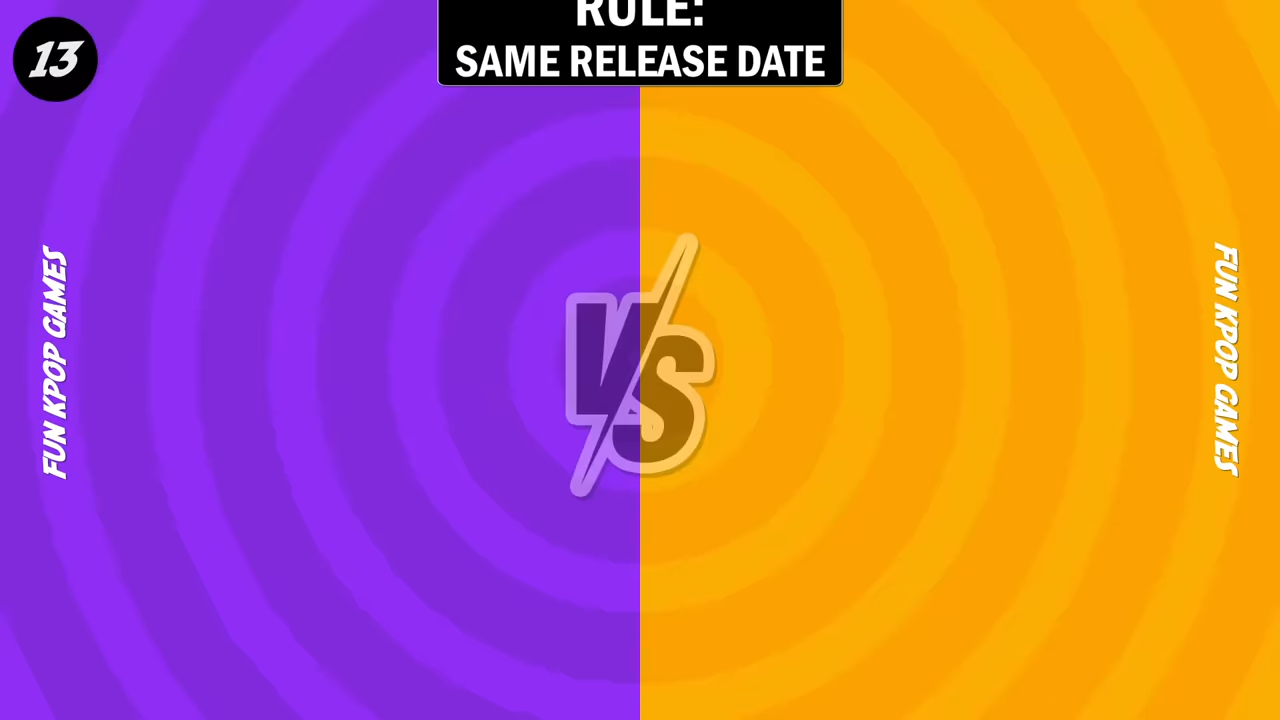 13
RULE:
SAME RELEASE DATE
FUN KPOP GAMES
VS
FUN KPOP GAMES